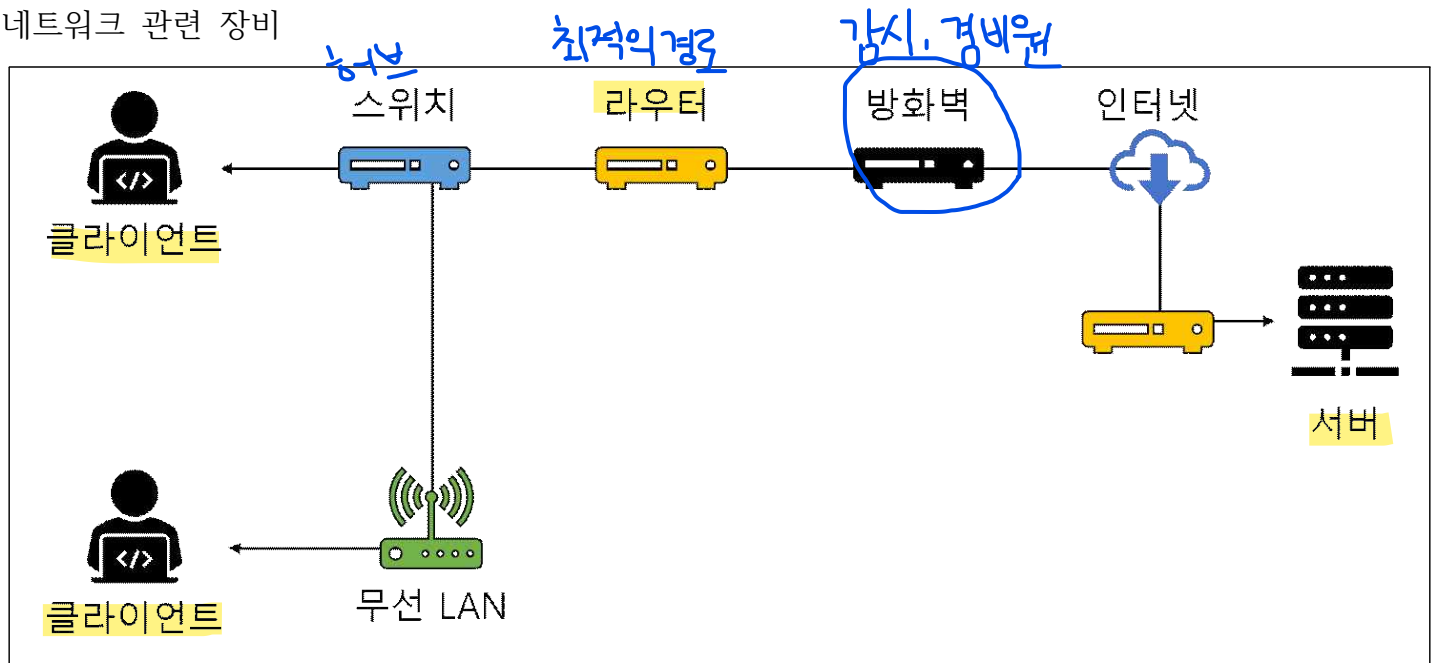 네트워크 관련 장비
허브
최적의 경로
감시, 경비원
스위치
라우터
방화벽
인터넷
</>
클라이언트
서버
</>
클라이언트
무선 LAN